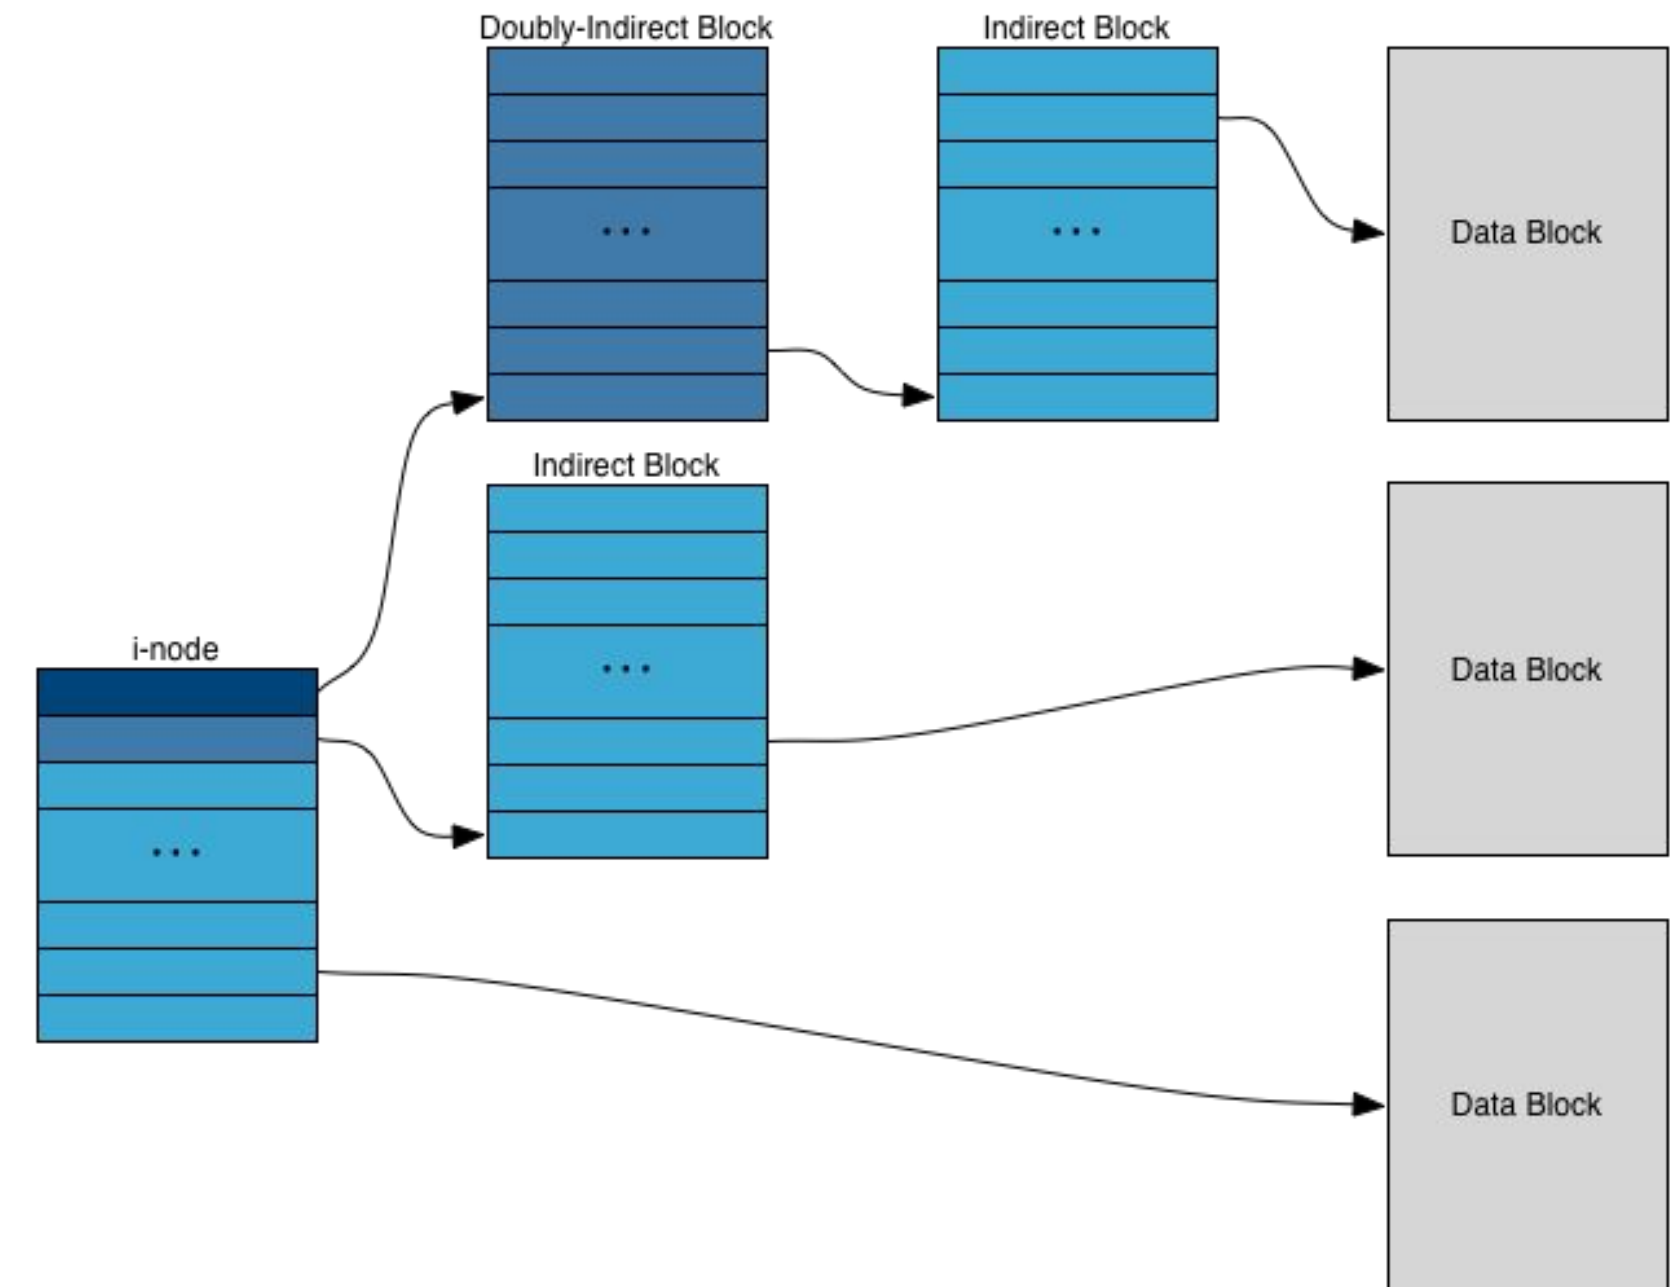 Doubly-Indirect Block
Indirect Block
...
...
Data Block
Indirect Block
...
Data Block
i-node
...
Data Block